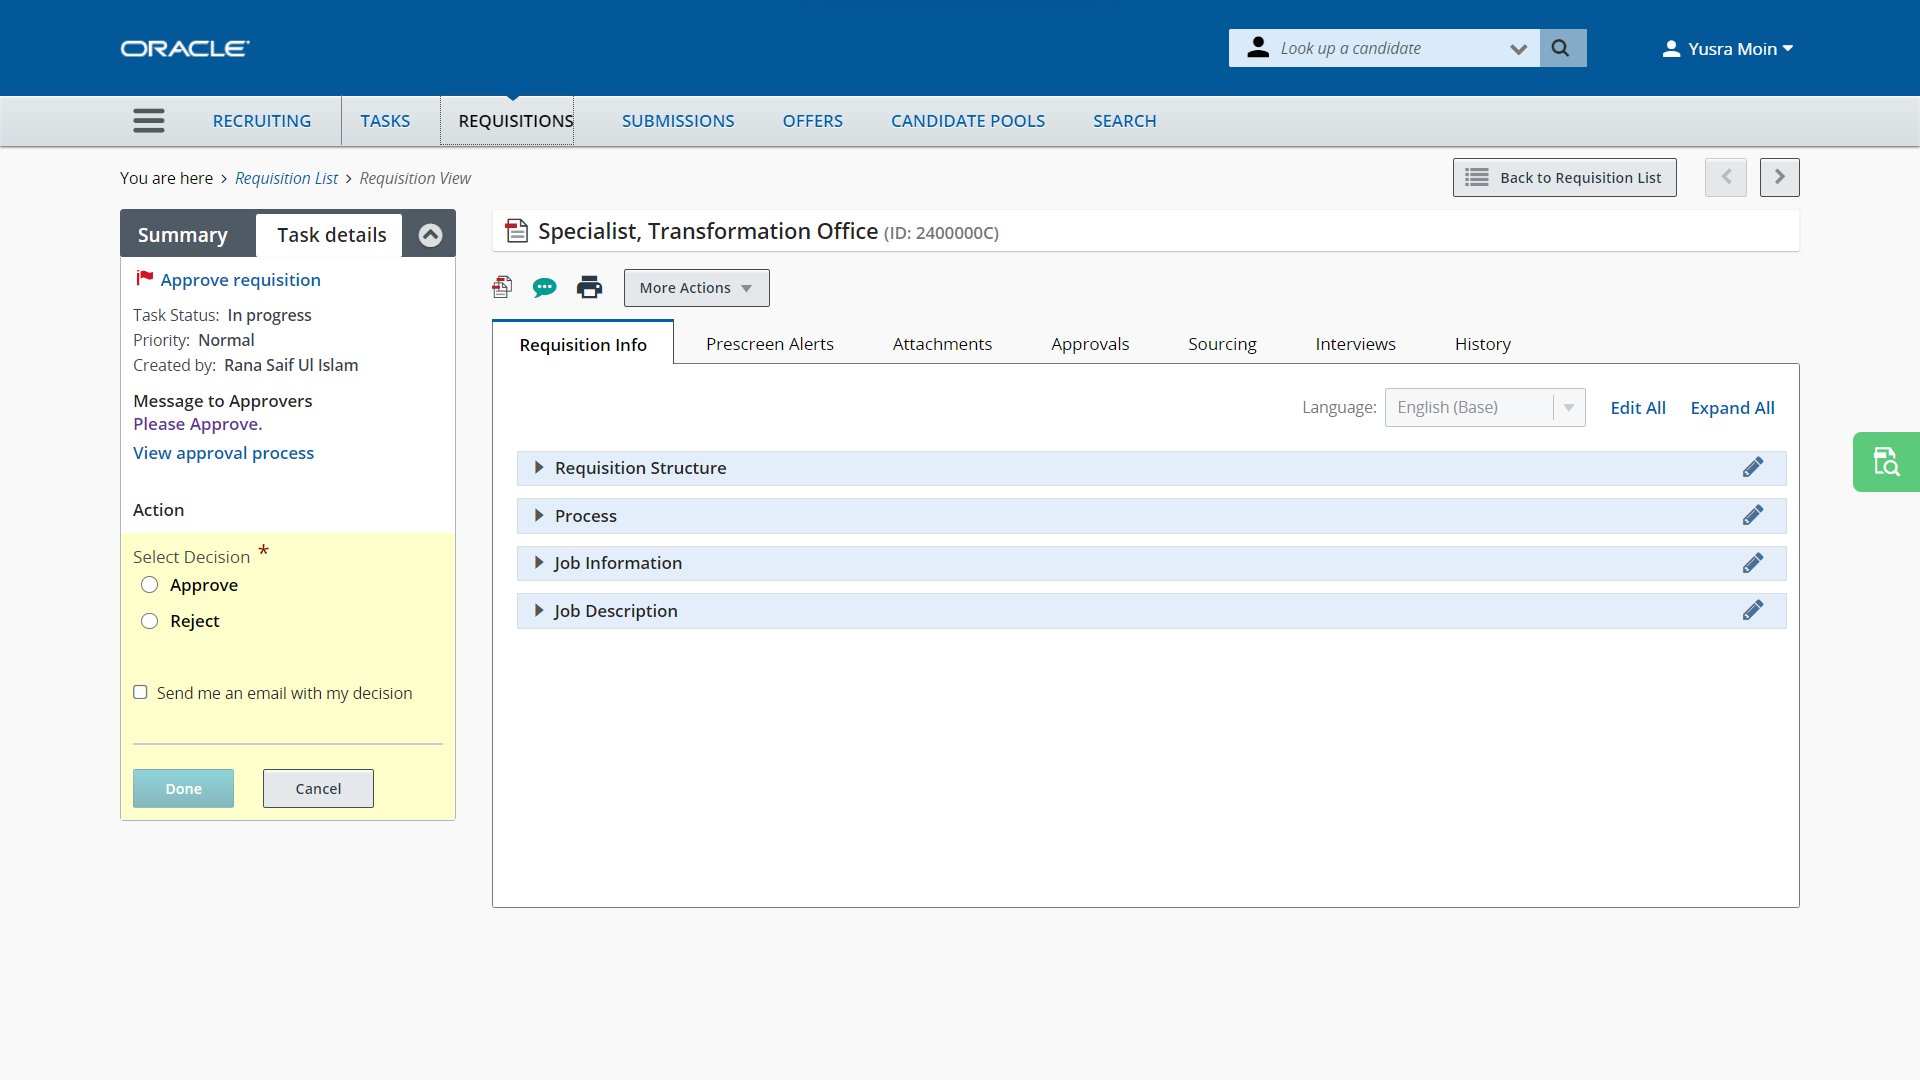 ORACLE
Look up a candidate
Yusra Moin
RECRUITING
TASKS
REQUISITIONS
SUBMISSIONS
OFFERS
CANDIDATE POOLS
SEARCH
You are here › Requisition List › Requisition View
Back to Requisition List
Summary
Task details
Approve requisition
Task Status: In progress
Priority: Normal
Created by: Rana Saif Ul Islam
Message to Approvers
Please Approve.
View approval process
Action
Select Decision *
Approve
Reject
Send me an email with my decision
Done
Cancel
Specialist, Transformation Office (ID: 2400000C)
More Actions
Requisition Info
Prescreen Alerts
Attachments
Approvals
Sourcing
Interviews
History
Language: English (Base)
Edit All
Expand All
Requisition Structure
Process
Job Information
Job Description